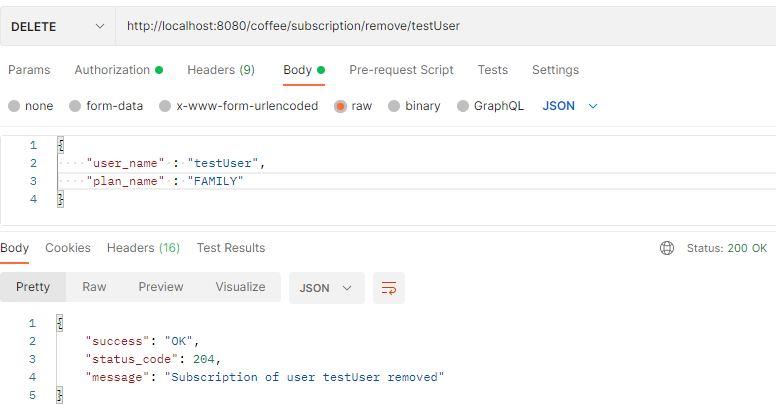 DELETE http://localhost:8080/coffee/subscription/remove/testUser
Params Authorization Headers (9) Body Pre-request Script Tests Settings
none form-data x-www-form-urlencoded raw binary GraphQL JSON
1 {
2 "user_name" : "testUser",
3 "plan_name" : "FAMILY"
4 }
Body Cookies Headers (16) Test Results Status: 200 OK
Pretty Raw Preview Visualize JSON
1 {
2 "success": "OK",
3 "status_code": 204,
4 "message": "Subscription of user testUser removed"
5 }